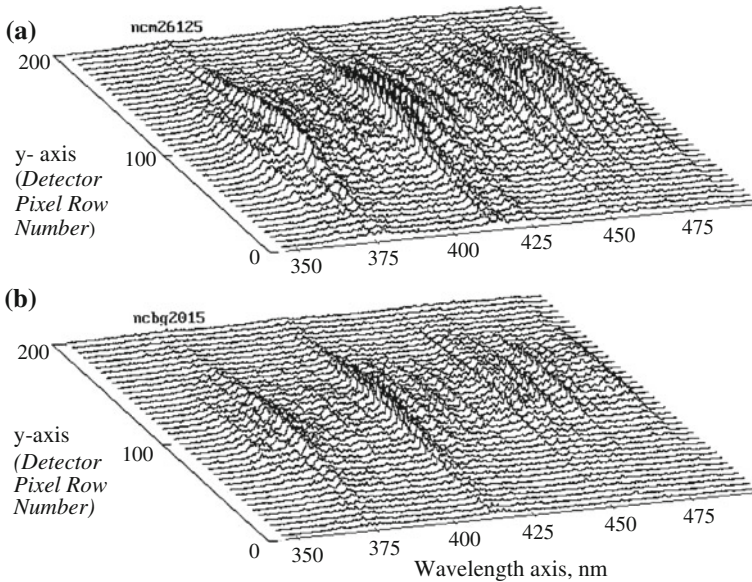 (a)
ncm26125
200
y- axis
(Detector
Pixel Row
Number)
100
0
350
375
400
425
450
475
(b)
ncbg2015
200
y-axis
(Detector
Pixel Row
Number)
100
0
350
375
400
425
450
475
Wavelength axis, nm